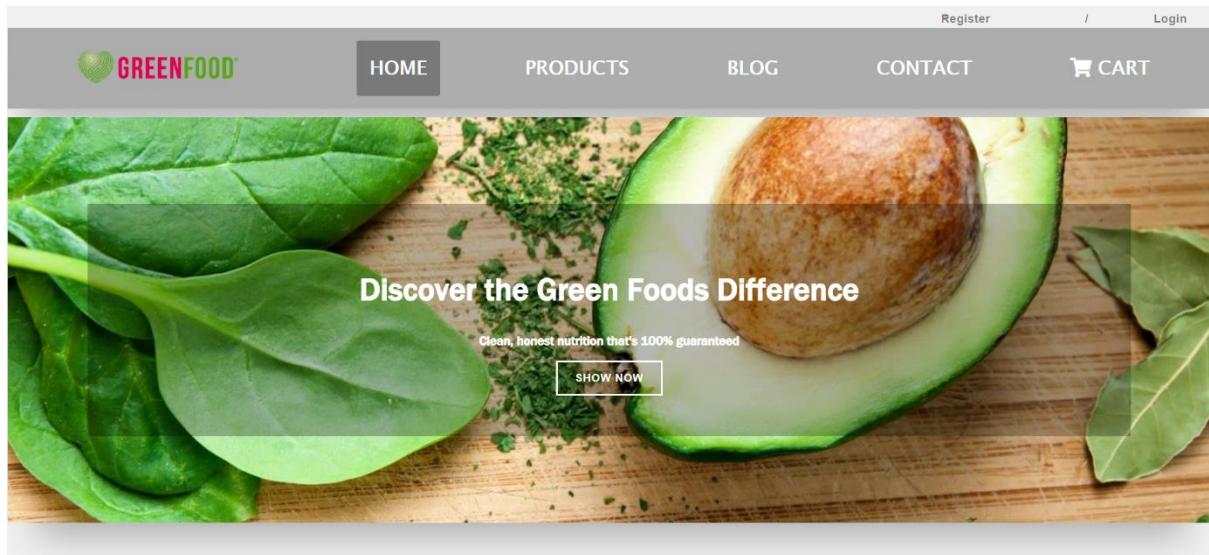 Register / Login
GREENFOOD
HOME PRODUCTS BLOG CONTACT CART
Discover the Green Foods Difference
Clean, honest nutrition that's 100% guaranteed
SHOW NOW